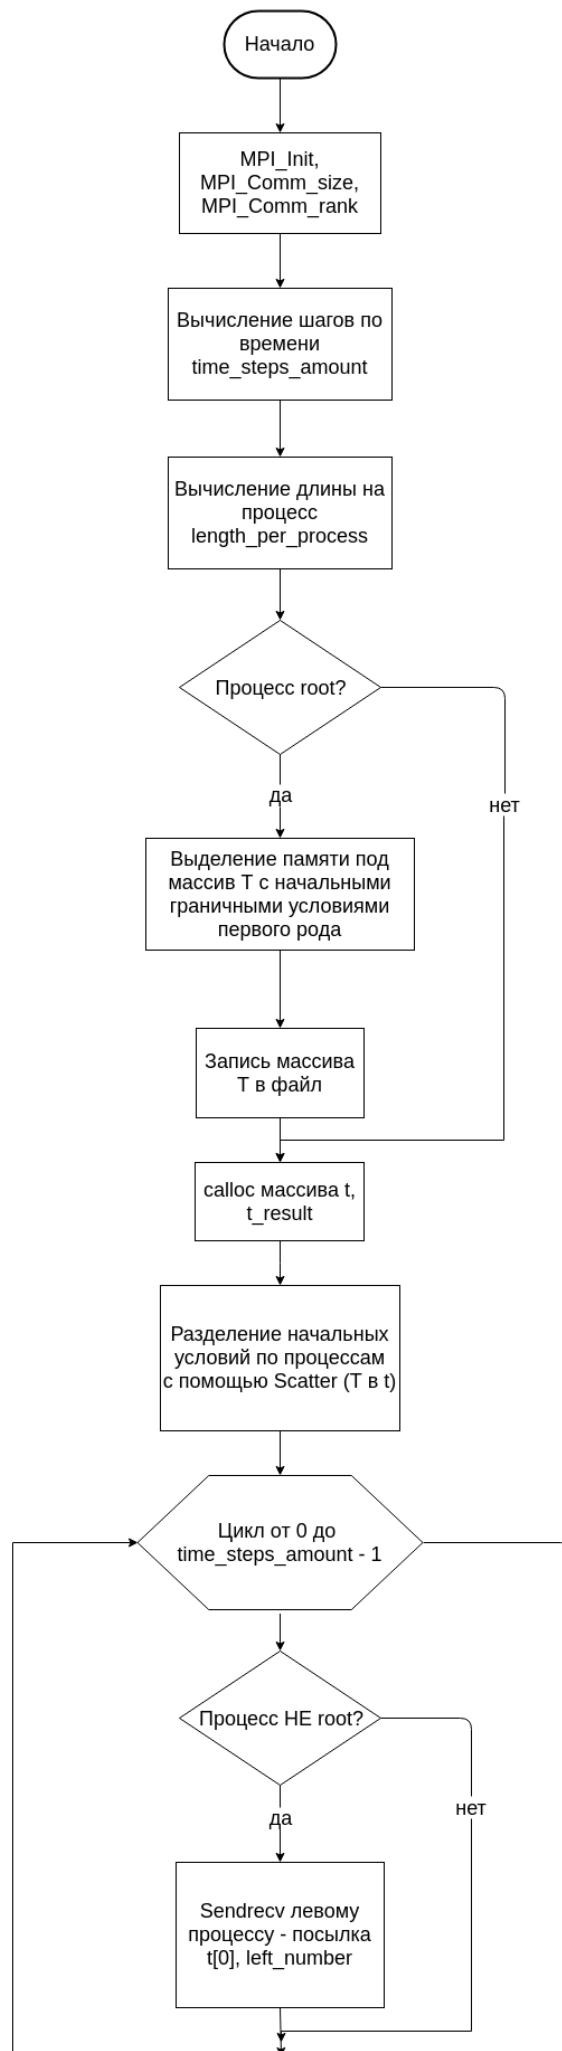 Начало
MPI_Init,
MPI_Comm_size,
MPI_Comm_rank
Вычисление шагов по
времени
time_steps_amount
Вычисление длины на
процесс
length_per_process
Процесс root?
да
нет
Выделение памяти под
массив T с начальными
граничными условиями
первого рода
Запись массива
T в файл
calloc массива t,
t_result
Разделение начальных
условий по процессам
с помощью Scatter (T в t)
Цикл от 0 до
time_steps_amount - 1
Процесс НЕ root?
да
нет
Sendrecv левому
процессу - посылка
t[0], left_number